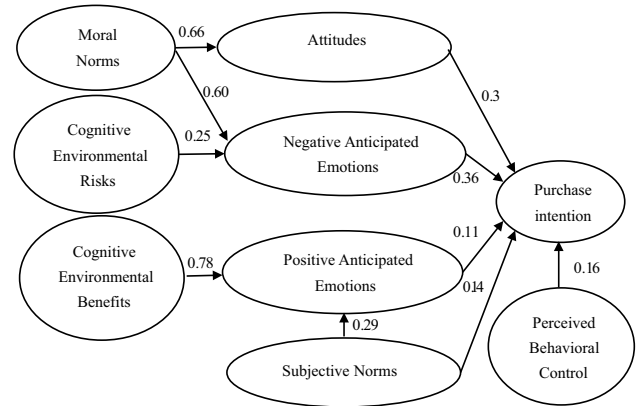 Moral
Norms
0.66
Attitudes
0.60
0.3
Cognitive
Environmental
Risks
0.25
Negative Anticipated
Emotions
0.36
Purchase
intention
Cognitive
Environmental
Benefits
0.78
Positive Anticipated
Emotions
0.11
0.14
0.16
0.29
Subjective Norms
Perceived
Behavioral
Control